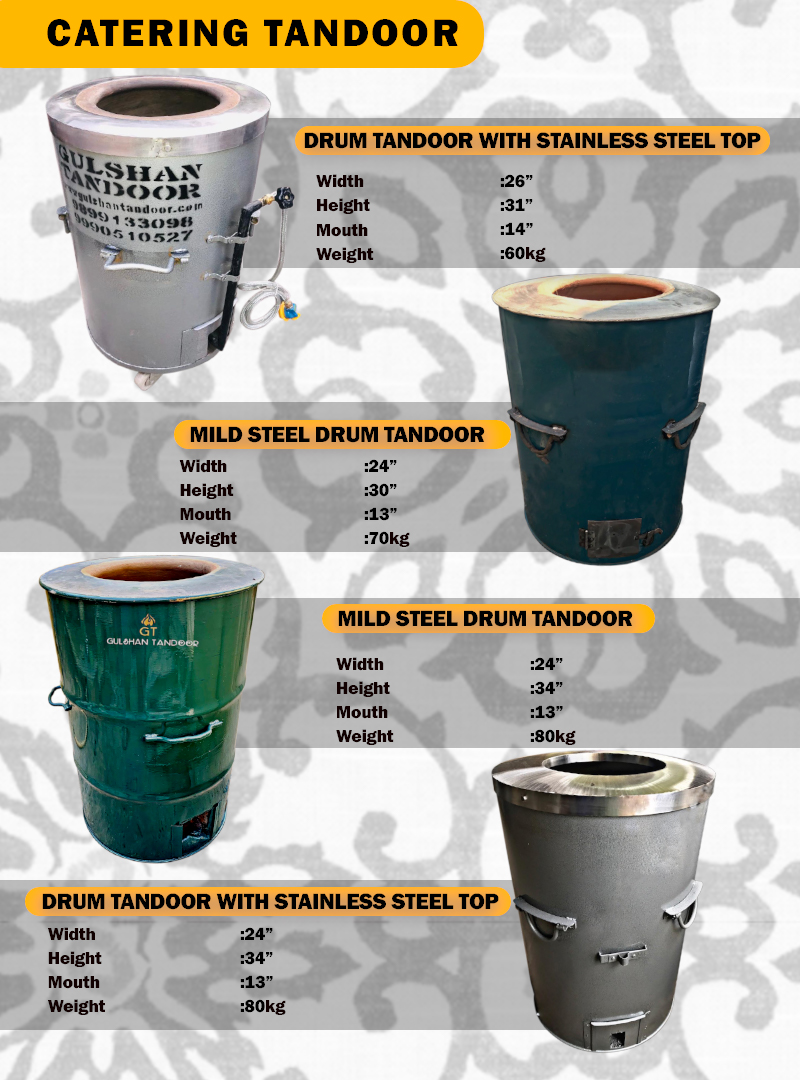 CATERING TANDOOR
GULSHAN
TANDOOR
9899133098
9990510527
DRUM TANDOOR WITH STAINLESS STEEL TOP
Width :26”
Height :31”
Mouth :14”
Weight :60kg
MILD STEEL DRUM TANDOOR
Width :24”
Height :30”
Mouth :13”
Weight :70kg
GT
GULSHAN TANDOOR
MILD STEEL DRUM TANDOOR
Width :24”
Height :34”
Mouth :13”
Weight :80kg
DRUM TANDOOR WITH STAINLESS STEEL TOP
Width :24”
Height :34”
Mouth :13”
Weight :80kg